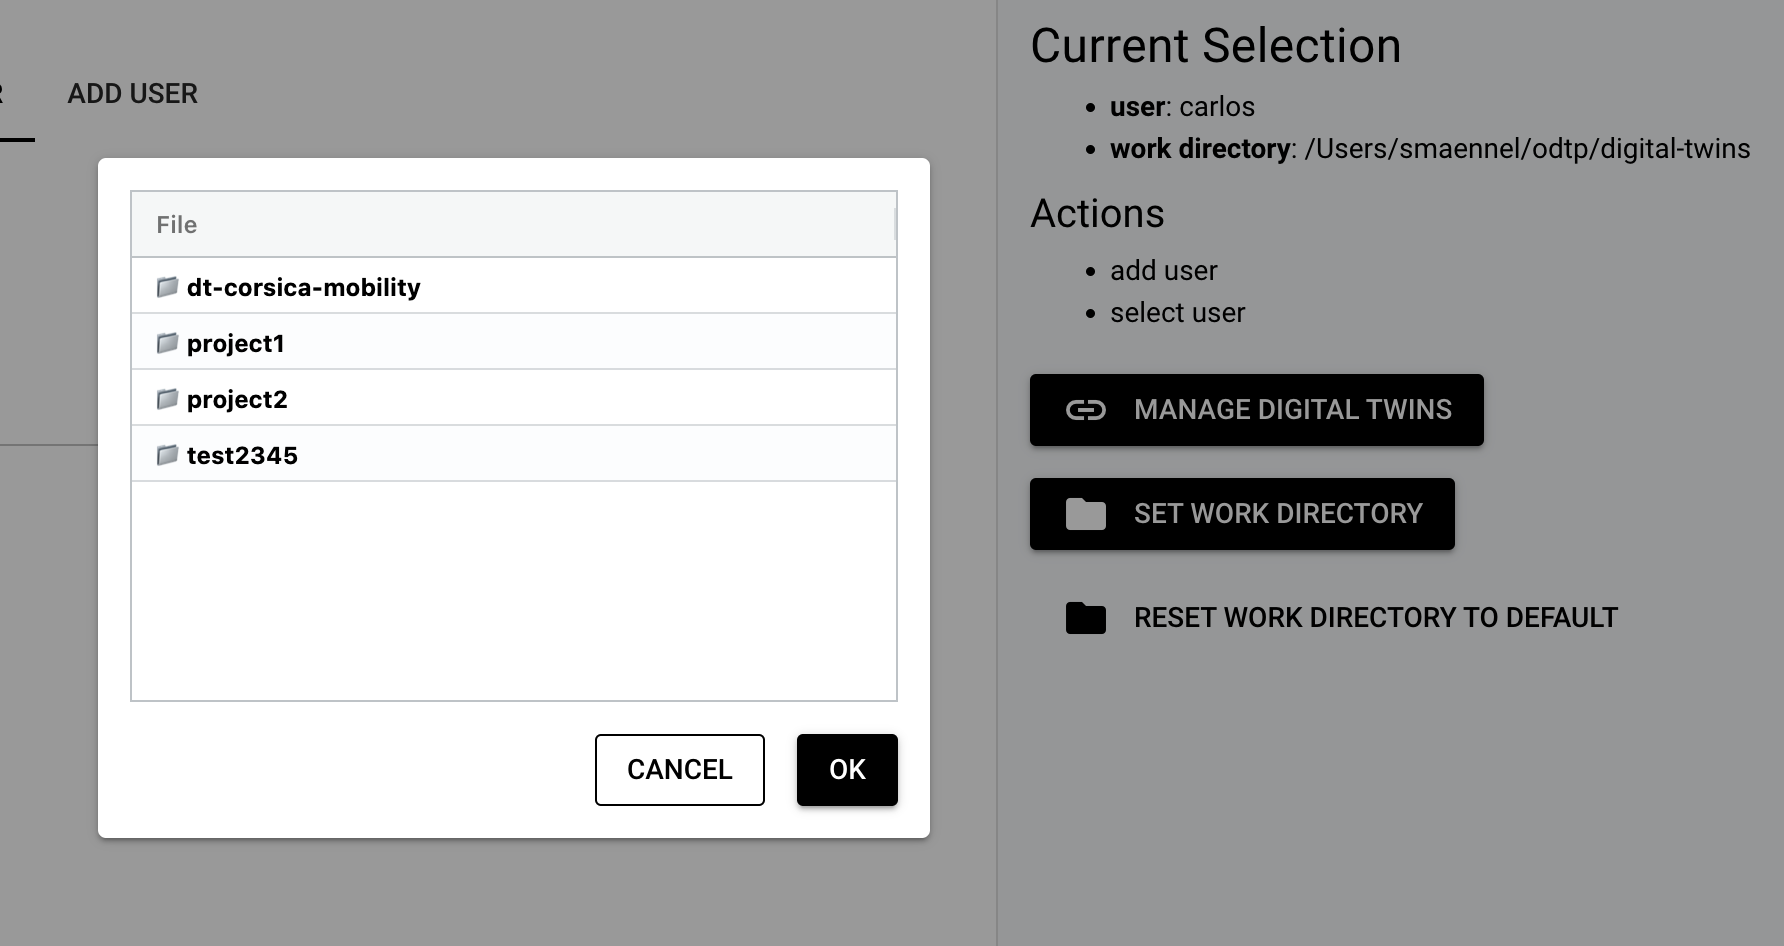 ADD USER
File
dt-corsica-mobility
project1
project2
test2345
CANCEL
OK
Current Selection
user: carlos
work directory: /Users/smaennel/odtp/digital-twins
Actions
add user
select user
MANAGE DIGITAL TWINS
SET WORK DIRECTORY
RESET WORK DIRECTORY TO DEFAULT